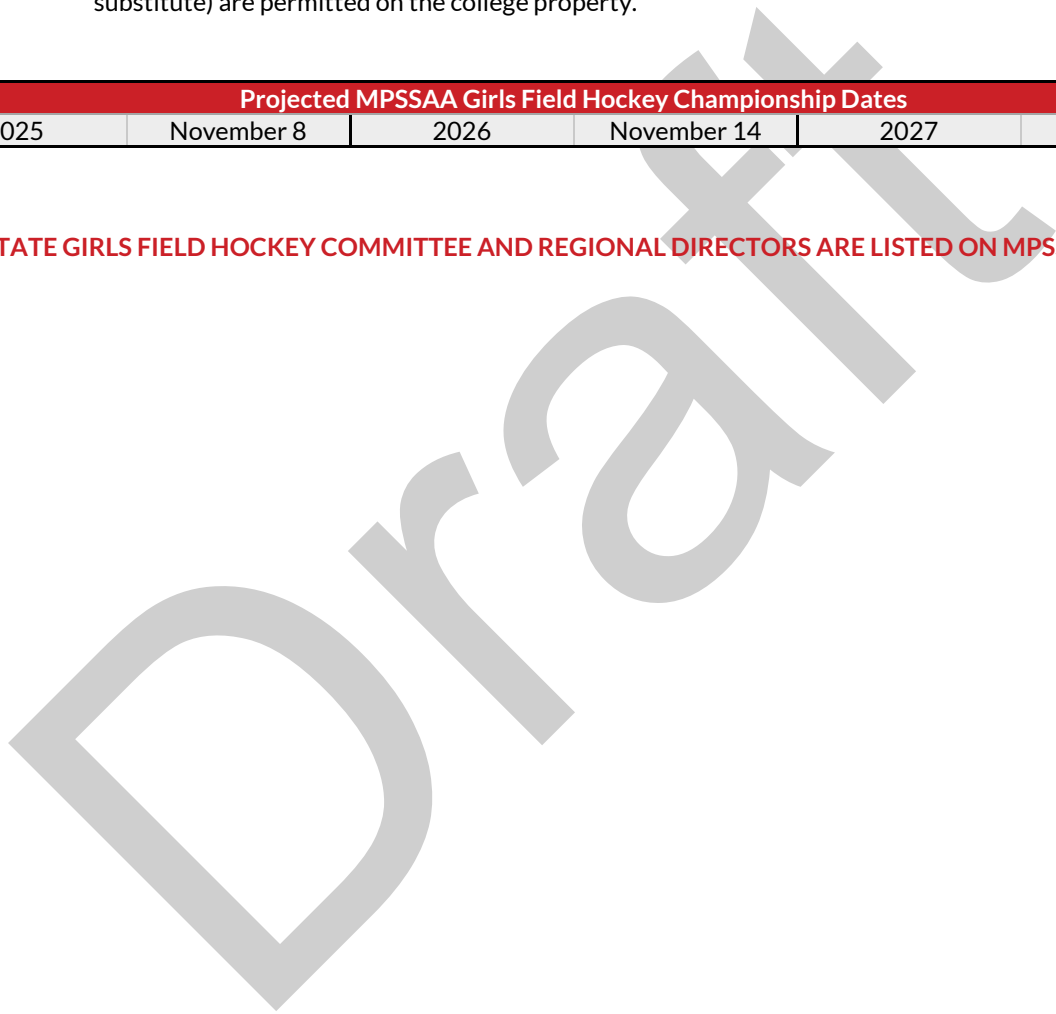 substitute) are permitted on the college property.
Projected MPSSAA Girls Field Hockey Championship Dates
025 November 8 2026 November 14 2027
TATE GIRLS FIELD HOCKEY COMMITTEE AND REGIONAL DIRECTORS ARE LISTED ON MPS
Draft